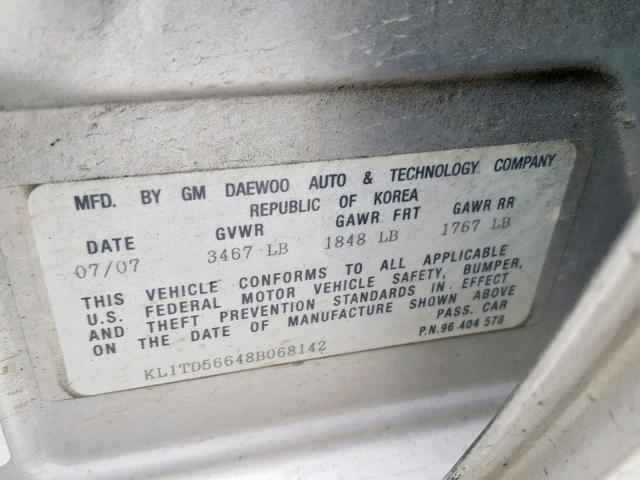 MFD. BY GM DAEWOO AUTO & TECHNOLOGY COMPANY
REPUBLIC OF KOREA
DATE GVWR GAWR FRT GAWR RR
07/07 3467 LB 1848 LB 1767 LB
THIS VEHICLE CONFORMS TO ALL APPLICABLE
U.S. FEDERAL MOTOR VEHICLE SAFETY, BUMPER,
AND THEFT PREVENTION STANDARDS IN EFFECT
ON THE DATE OF MANUFACTURE SHOWN ABOVE
PASS. CAR
P.N.96 404 578
KL1TD56648B068142